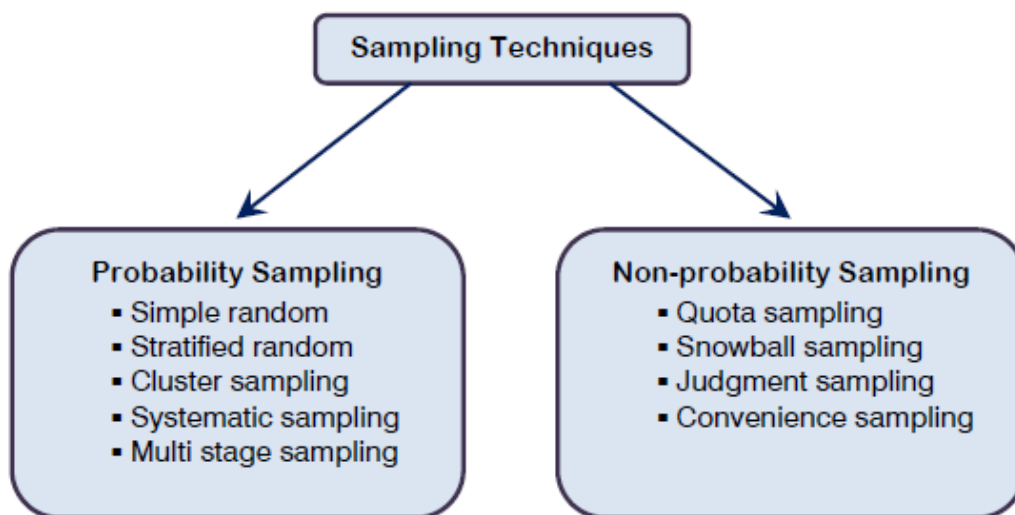 Sampling Techniques
Probability Sampling
▪ Simple random
▪ Stratified random
▪ Cluster sampling
▪ Systematic sampling
▪ Multi stage sampling
Non-probability Sampling
▪ Quota sampling
▪ Snowball sampling
▪ Judgment sampling
▪ Convenience sampling